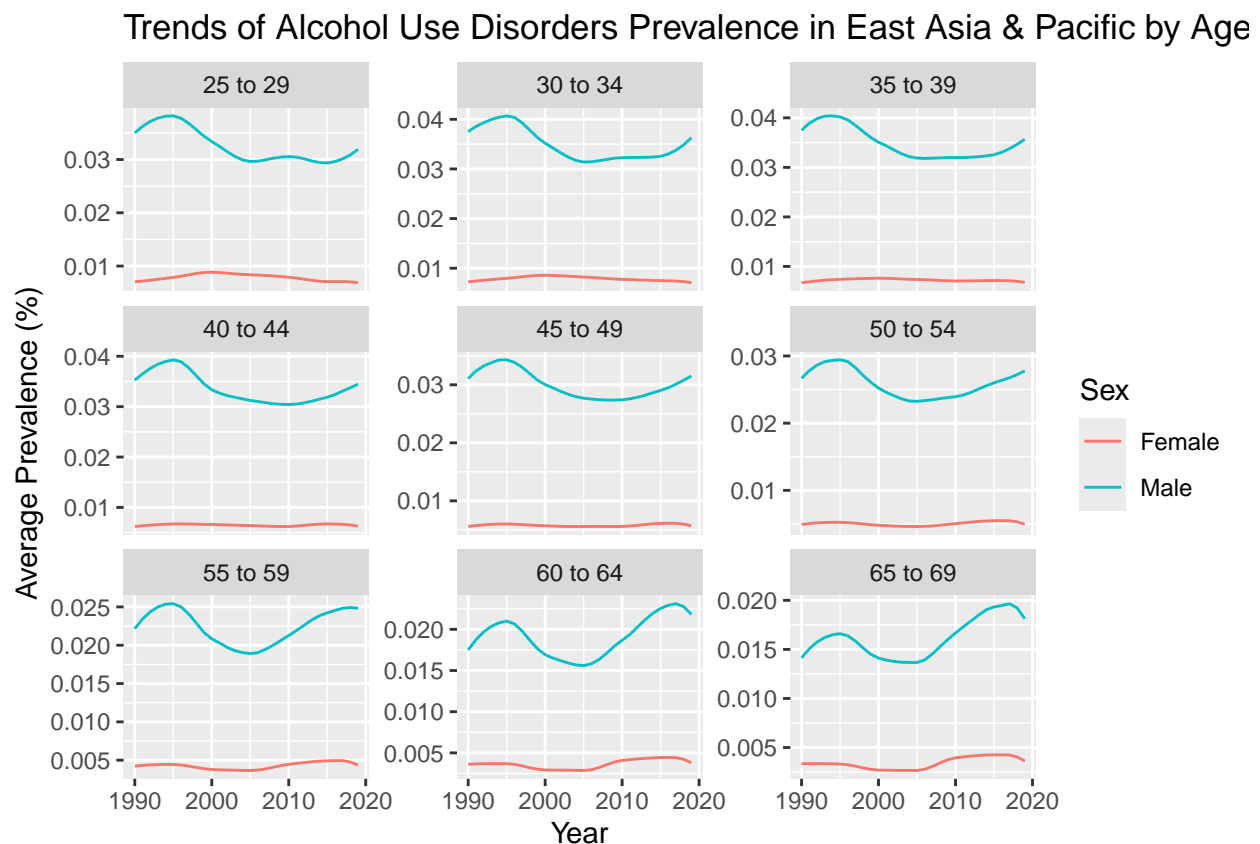 Trends of Alcohol Use Disorders Prevalence in East Asia & Pacific by Age
25 to 29
30 to 34
35 to 39
0.03
0.02
0.01
0.04
0.03
0.02
0.01
0.04
0.03
0.02
0.01
40 to 44
45 to 49
50 to 54
0.04
0.03
0.02
0.01
0.03
0.02
0.01
0.03
0.02
0.01
55 to 59
60 to 64
65 to 69
0.025
0.020
0.015
0.010
0.005
0.020
0.015
0.010
0.005
0.020
0.015
0.010
0.005
1990 2000 2010 2020
1990 2000 2010 2020
1990 2000 2010 2020
Year
Average Prevalence (%)
Sex
Female
Male